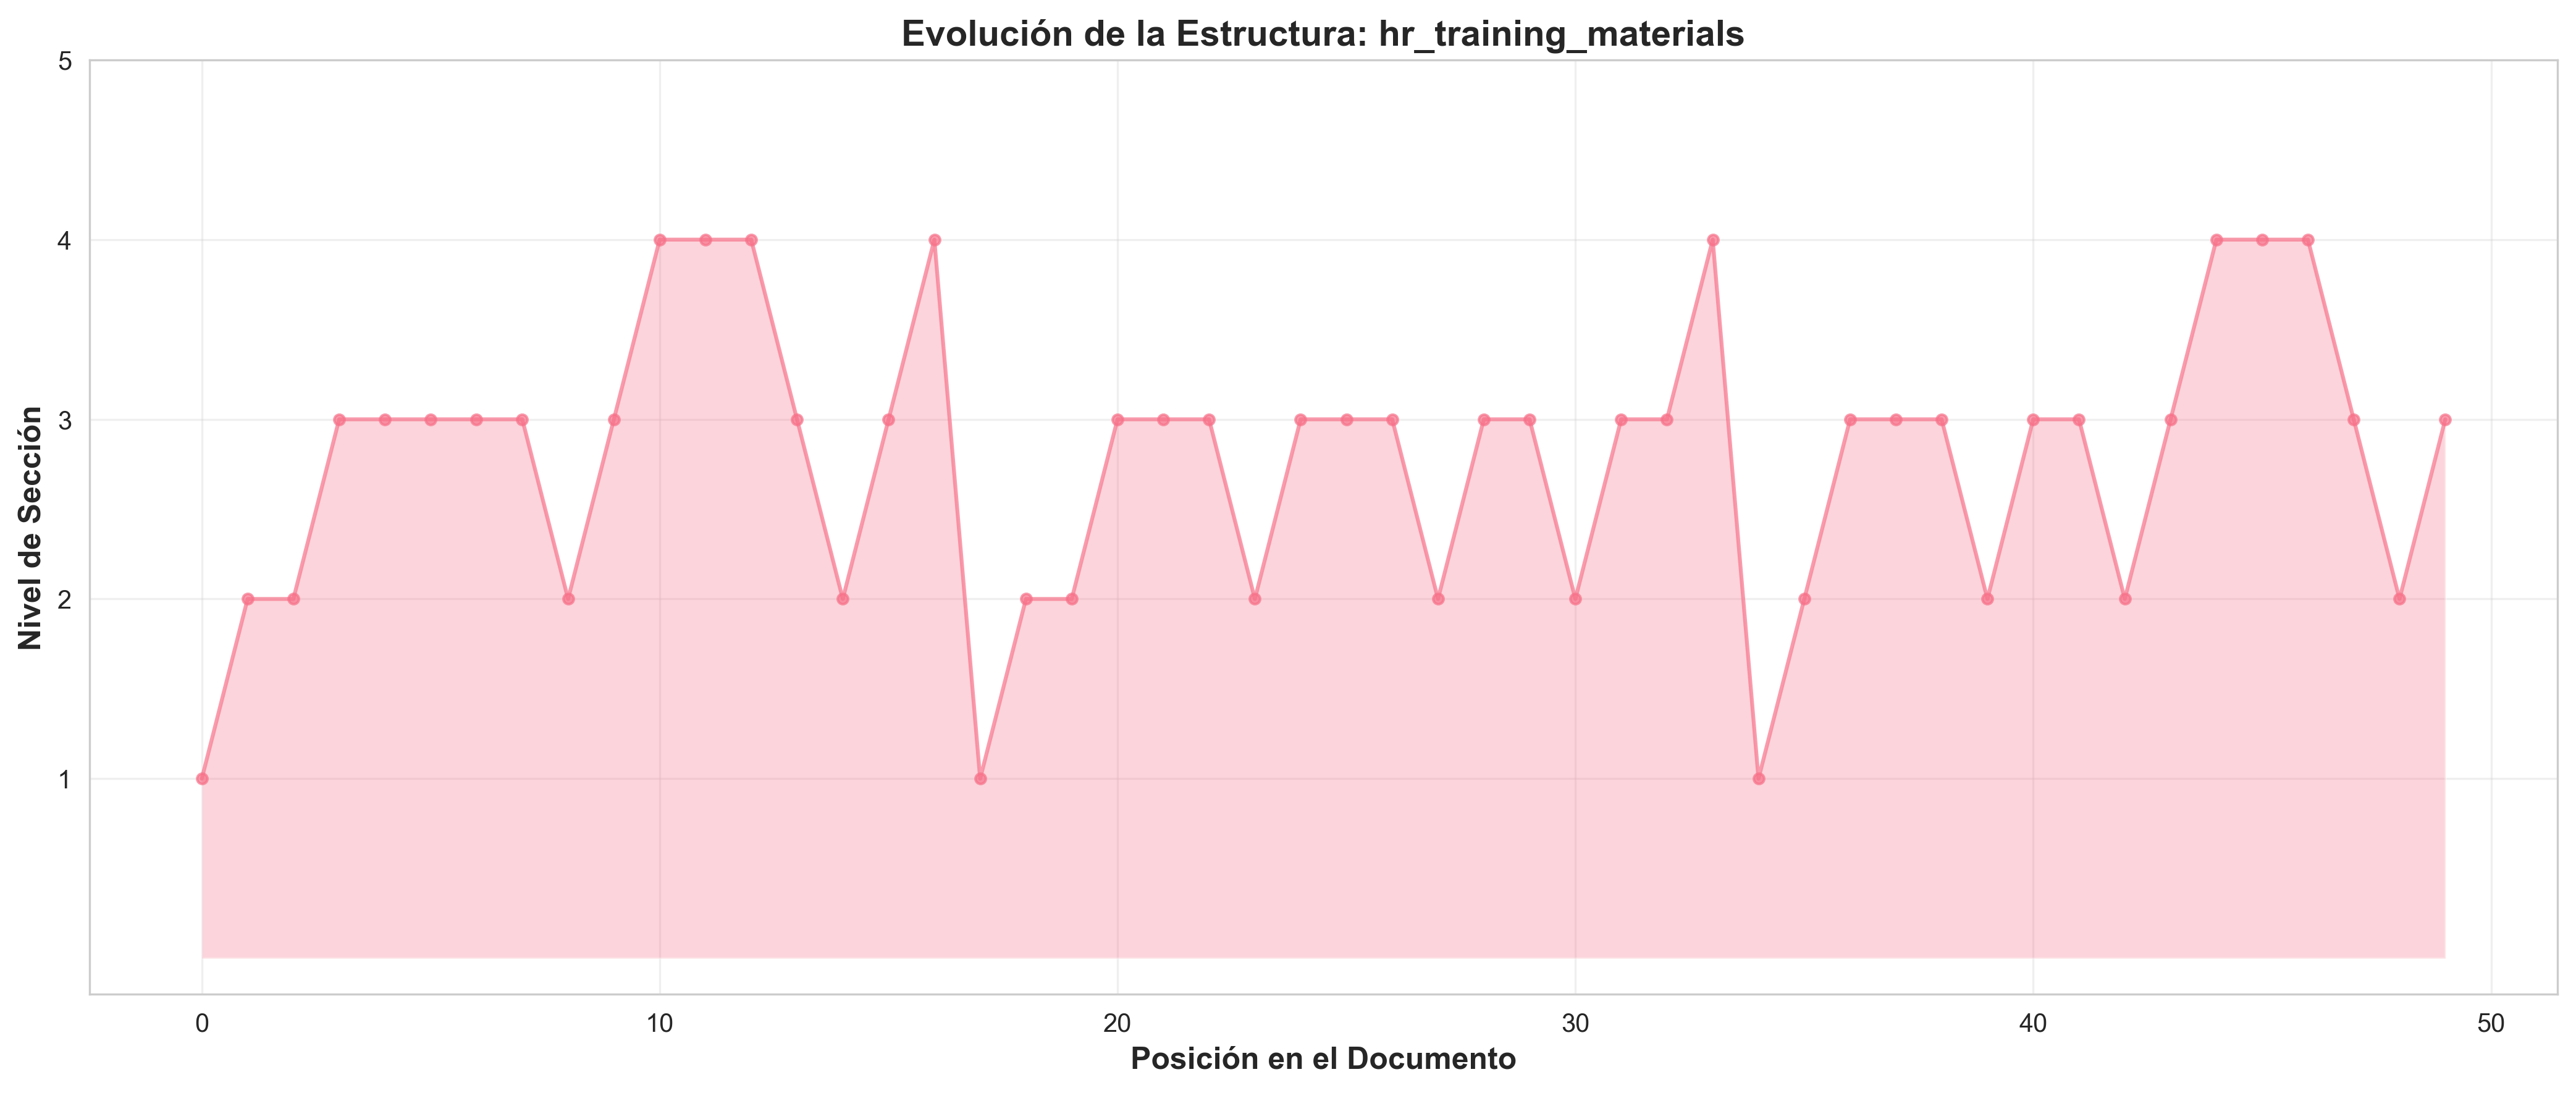 Evolución de la Estructura: hr_training_materials
5
4
3
2
1
Nivel de Sección
0 10 20 30 40 50
Posición en el Documento